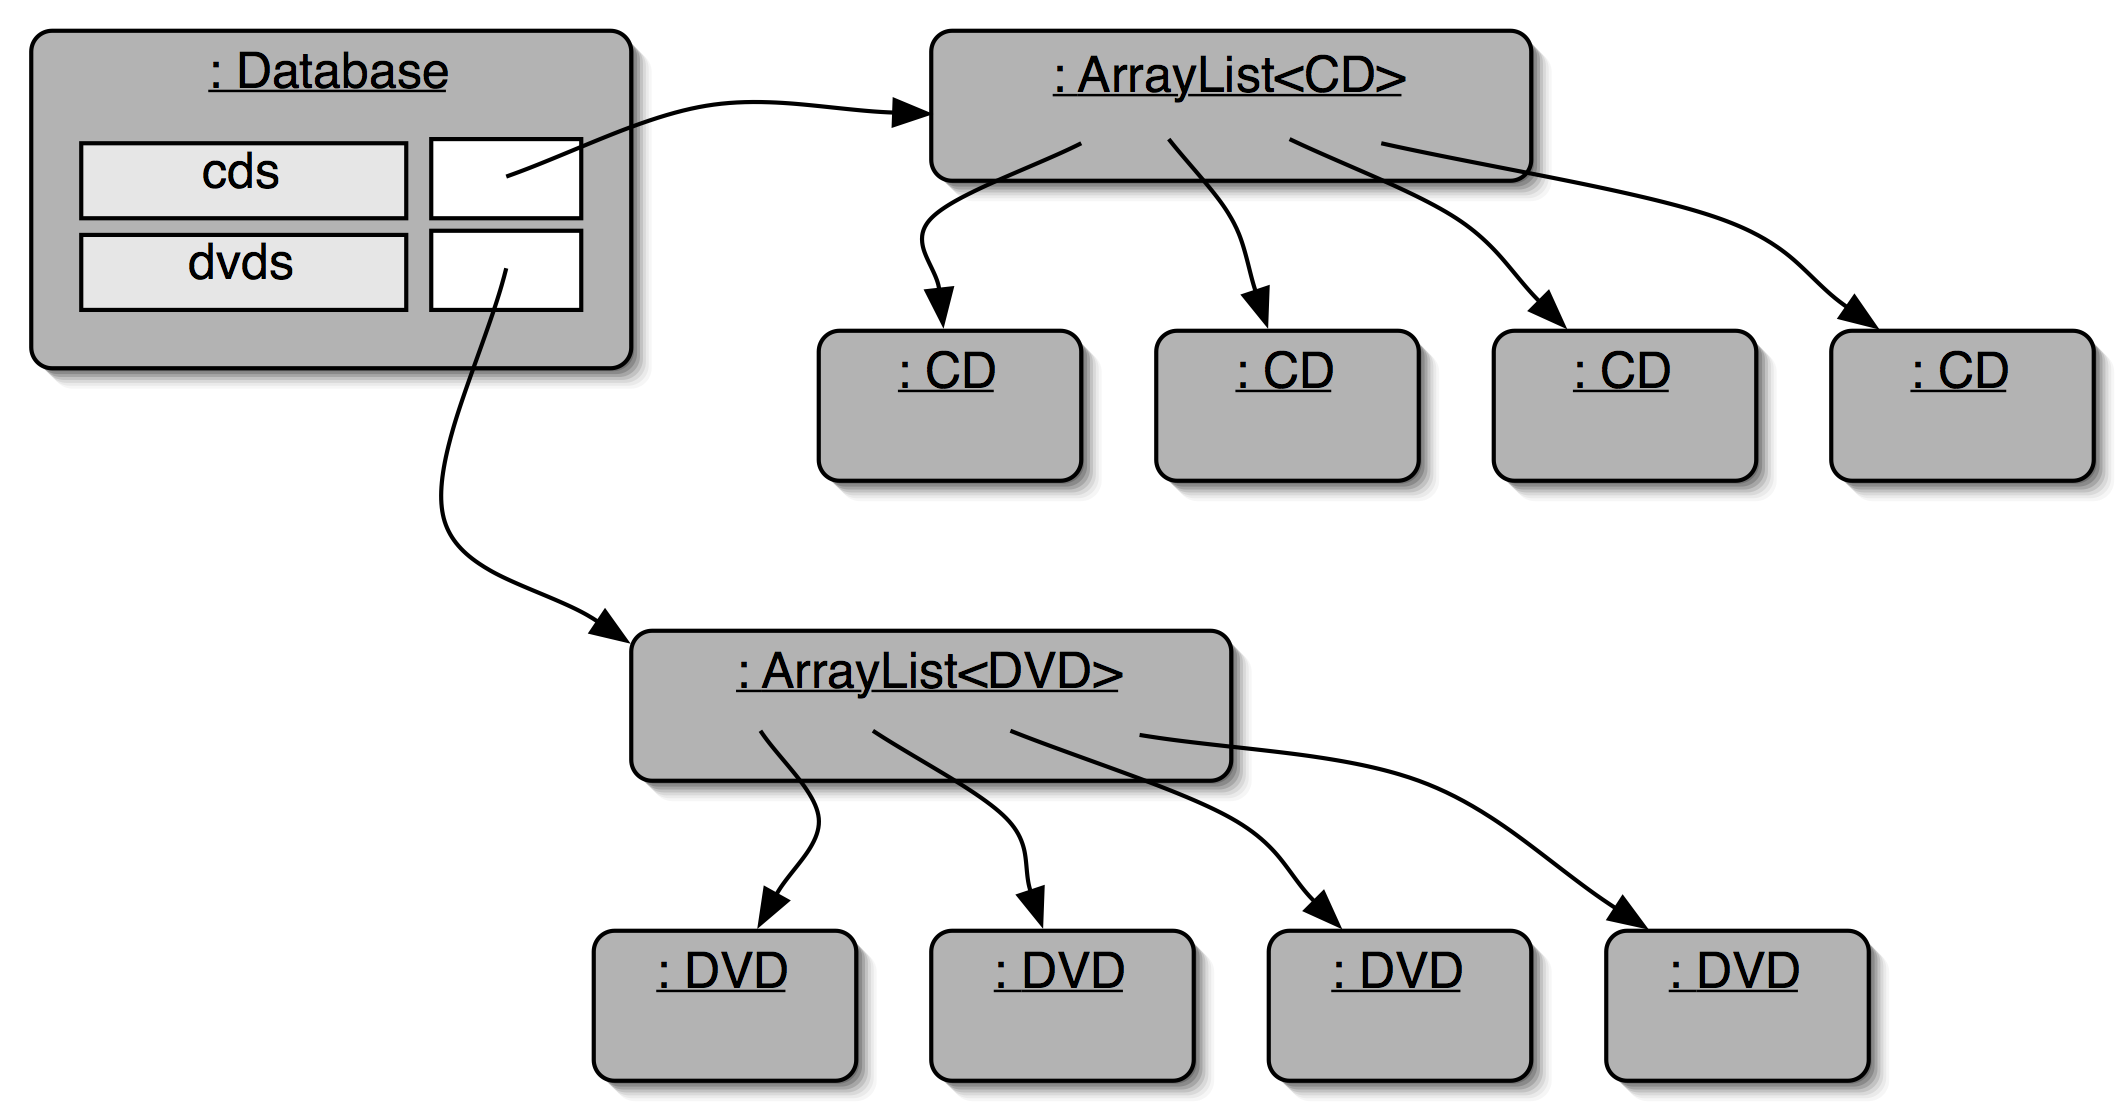 : Database
cds
dvds
: ArrayList<CD>
: CD
: CD
: CD
: CD
: ArrayList<DVD>
: DVD
: DVD
: DVD
: DVD